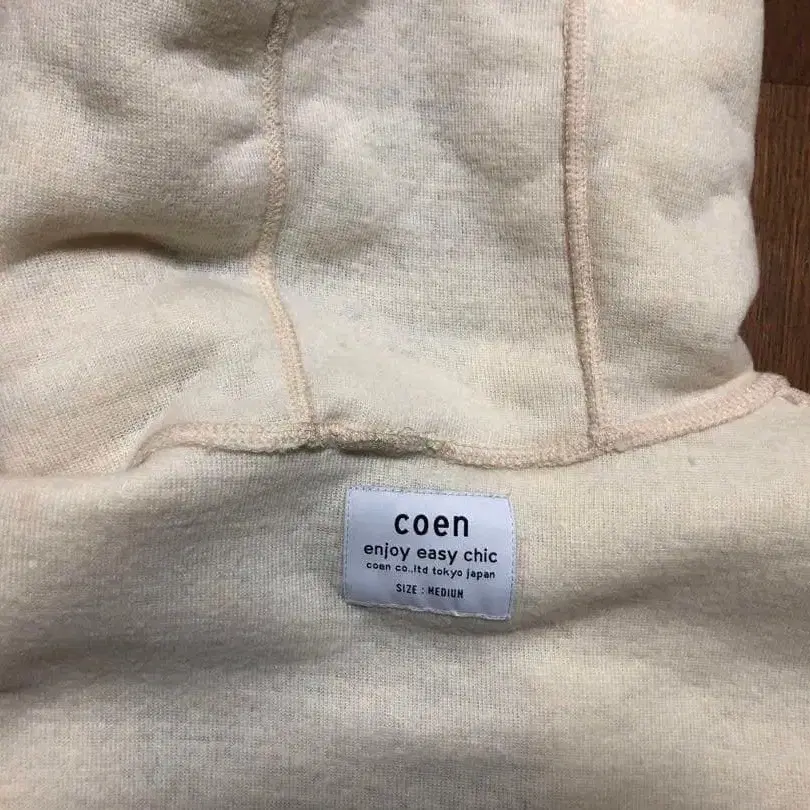 coen
enjoy easy chic
coen co.,ltd tokyo japan
SIZE : MEDIUM